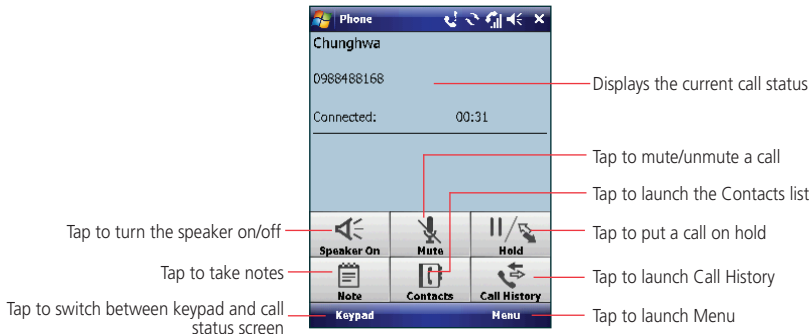 Phone
Chunghwa
0988488168
Connected: 00:31
Displays the current call status
Tap to mute/unmute a call
Tap to launch the Contacts list
Tap to turn the speaker on/off
Speaker On
Mute
Hold
Tap to put a call on hold
Tap to take notes
Note
Contacts
Call History
Tap to launch Call History
Tap to switch between keypad and call
status screen
Keypad
Menu
Tap to launch Menu